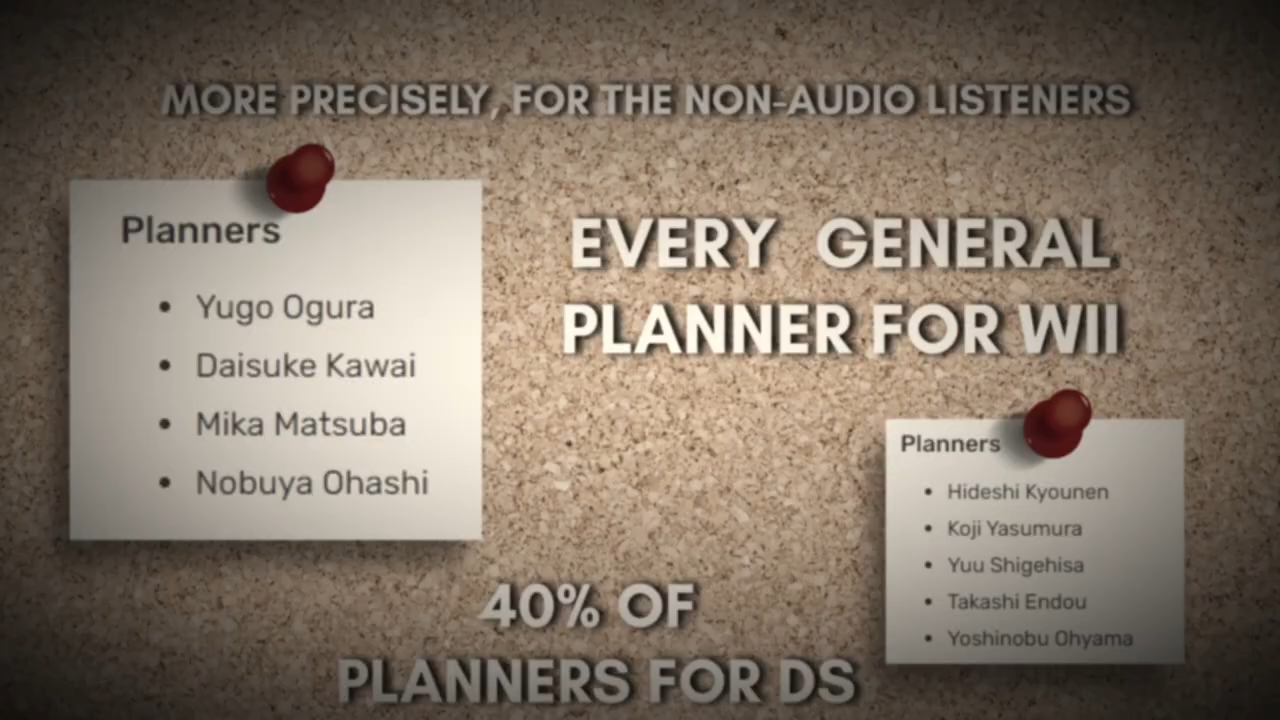 MORE PRECISELY, FOR THE NON-AUDIO LISTENERS
Planners
• Yugo Ogura
• Daisuke Kawai
• Mika Matsuba
• Nobuya Ohashi
EVERY GENERAL
PLANNER FOR WII
Planners
• Hideshi Kyounen
• Koji Yasumura
• Yuu Shigehisa
• Takashi Endou
• Yoshinobu Ohyama
40% OF
PLANNERS FOR DS